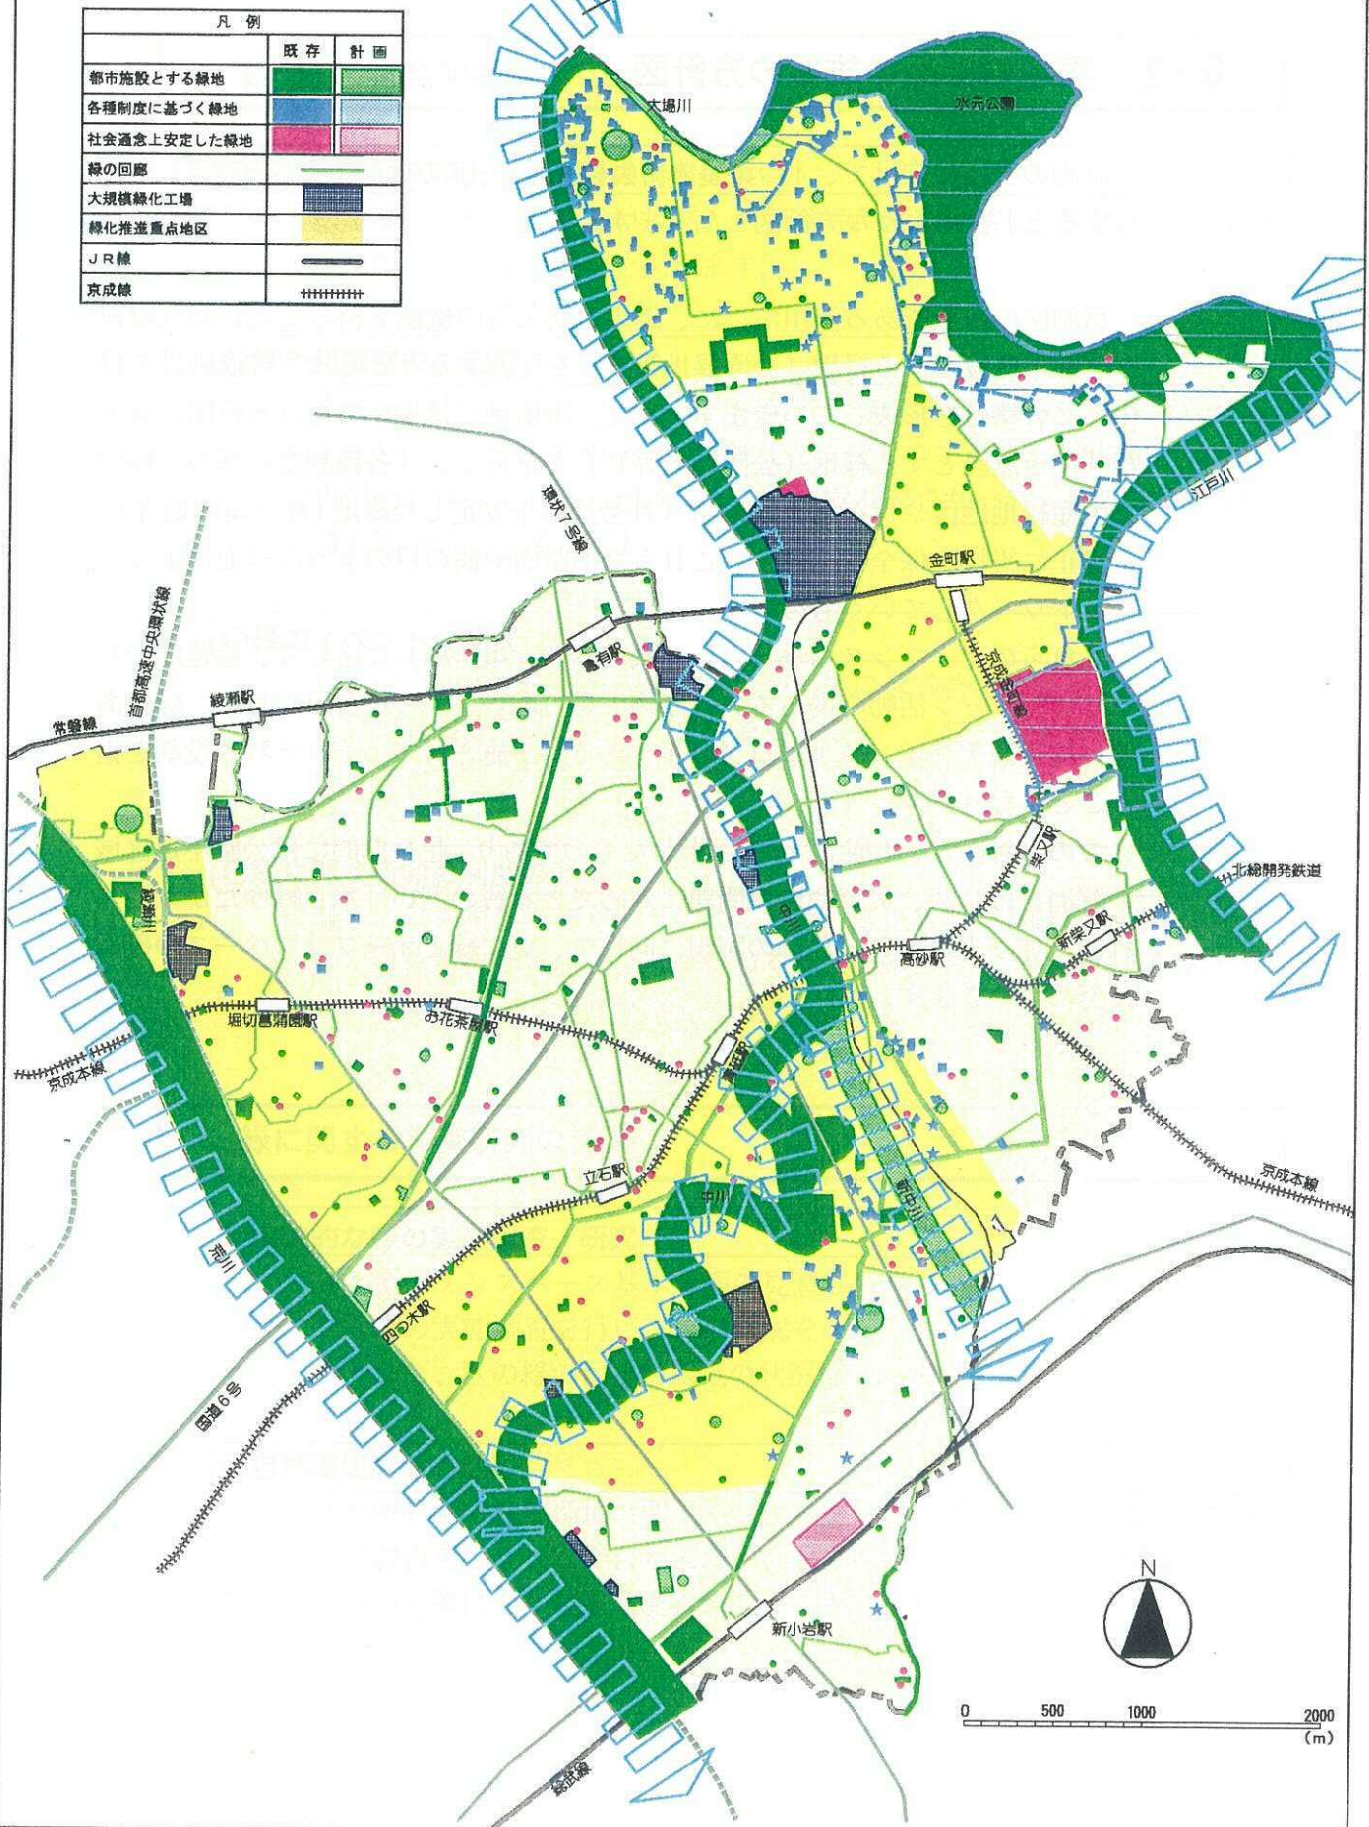 凡例
既存 計画
都市施設とする緑地
各種制度に基づく緑地
社会通念上安定した緑地
緑の回廊
大規模緑化工場
緑化推進重点地区
JR線
京成線
大場川
水元公園
江戸川
環状7号線
金町駅
亀有駅
京成金町線
首都高速中央環状線
綾瀬駅
常磐線
柴又駅
北総開発鉄道
綾瀬川
中川
新柴又駅
高砂駅
堀切菖蒲園駅
お花茶屋駅
青砥駅
京成本線
立石駅
中川
新中川
京成本線
荒川
四つ木駅
国道6号
新小岩駅
総武線
N
0 500 1000 2000
(m)